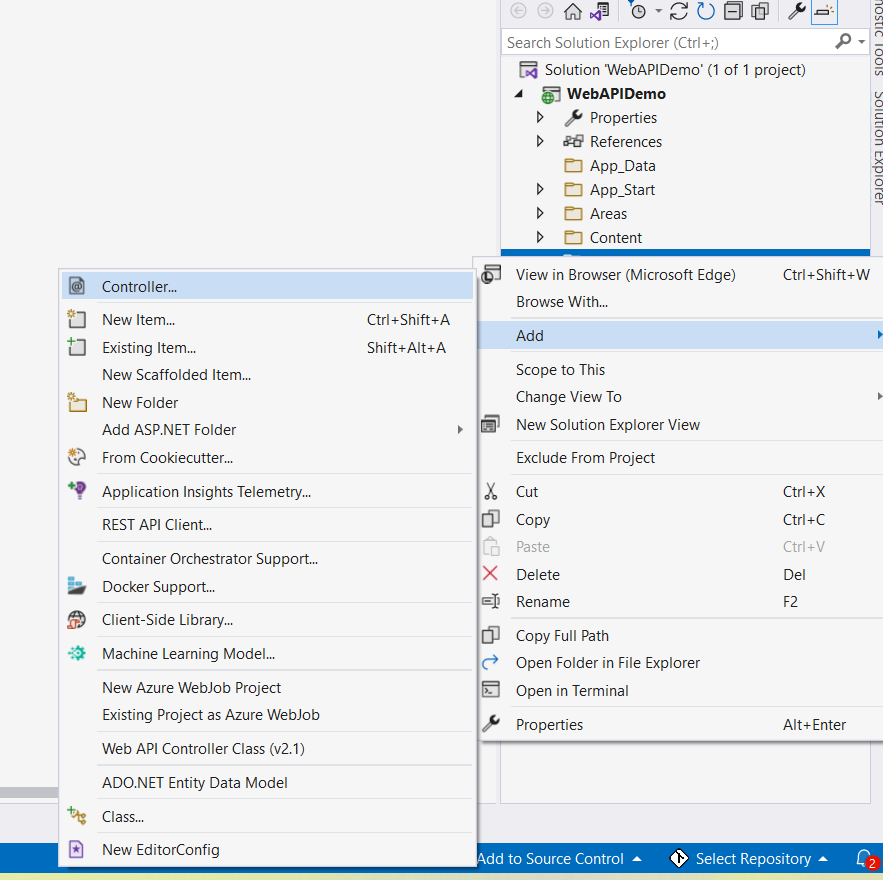 Search Solution Explorer (Ctrl+;)
Solution 'WebAPIDemo' (1 of 1 project)
WebAPIDemo
Properties
References
App_Data
App_Start
Areas
Content
Controller...
New Item... Ctrl+Shift+A
Existing Item... Shift+Alt+A
New Scaffolded Item...
New Folder
Add ASP.NET Folder
From Cookiecutter...
Application Insights Telemetry...
REST API Client...
Container Orchestrator Support...
Docker Support...
Client-Side Library...
Machine Learning Model...
New Azure WebJob Project
Existing Project as Azure WebJob
Web API Controller Class (v2.1)
ADO.NET Entity Data Model
Class...
New EditorConfig
View in Browser (Microsoft Edge) Ctrl+Shift+W
Browse With...
Add
Scope to This
Change View To
New Solution Explorer View
Exclude From Project
Cut Ctrl+X
Copy Ctrl+C
Paste Ctrl+V
Delete Del
Rename F2
Copy Full Path
Open Folder in File Explorer
Open in Terminal
Properties Alt+Enter
Tools
Solution Explorer
Add to Source Control
Select Repository
2